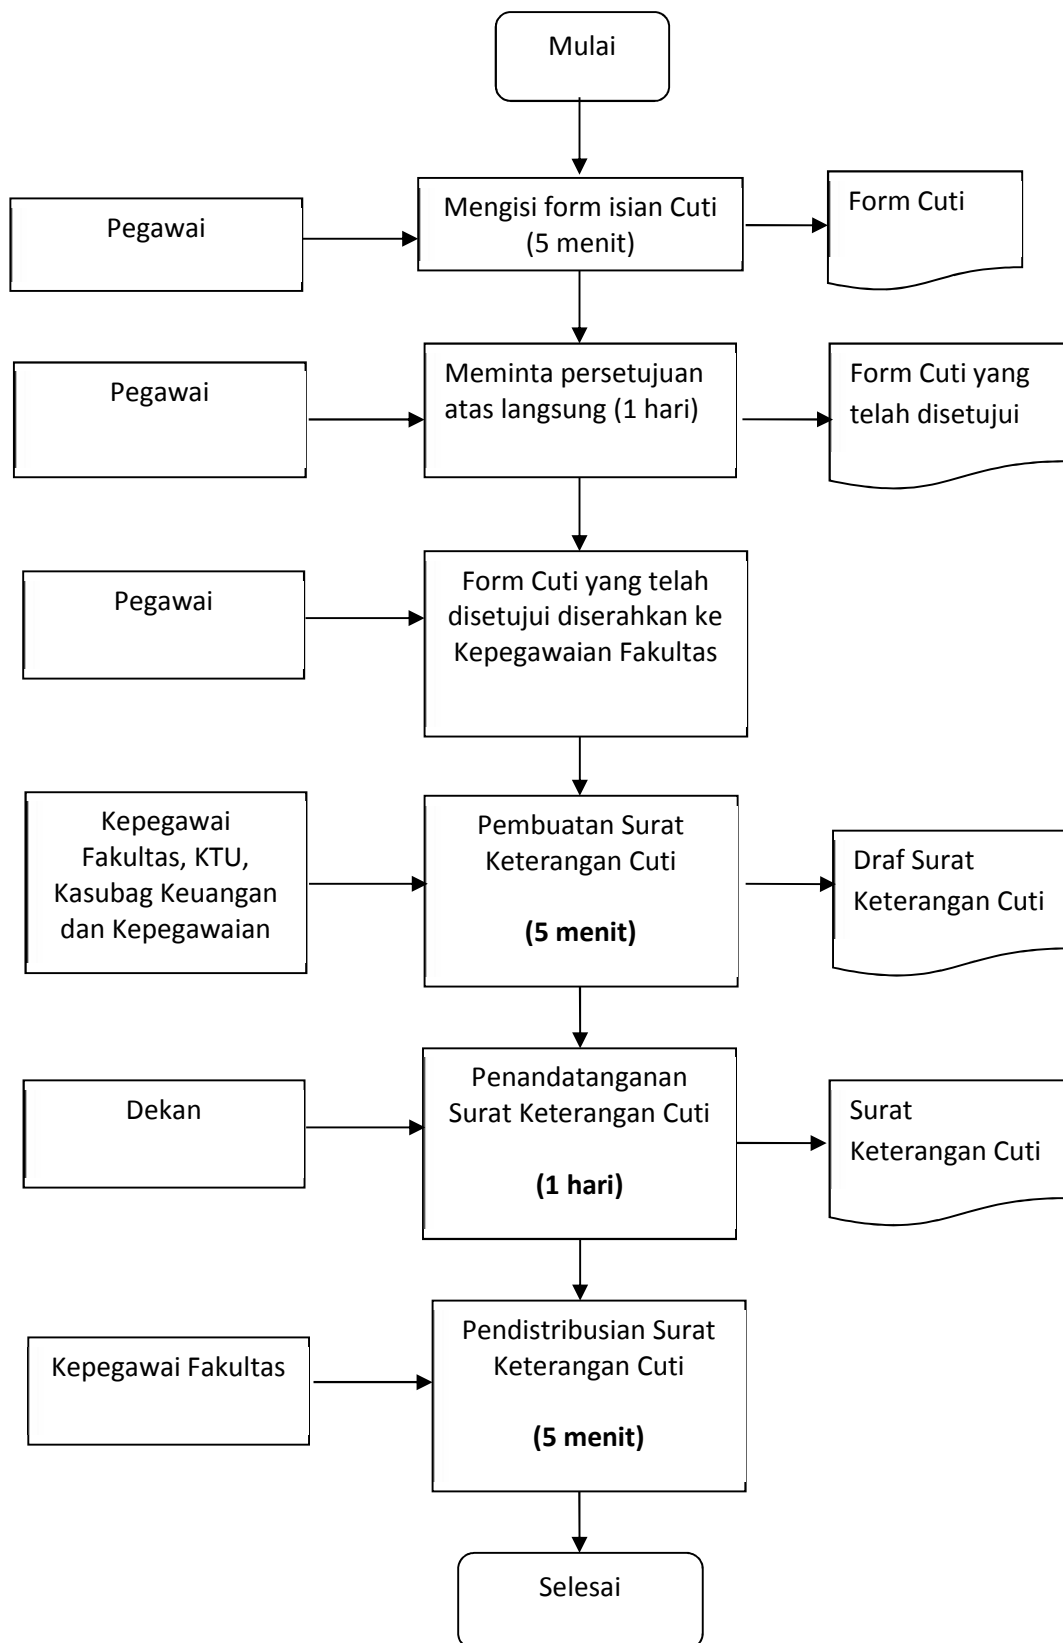 Mulai
Pegawai
Mengisi form isian Cuti
(5 menit)
Form Cuti
Pegawai
Meminta persetujuan
atas langsung (1 hari)
Form Cuti yang
telah disetujui
Pegawai
Form Cuti yang telah
disetujui diserahkan ke
Kepegawaian Fakultas
Kepegawai
Fakultas, KTU,
Kasubag Keuangan
dan Kepegawaian
Pembuatan Surat
Keterangan Cuti
(5 menit)
Draf Surat
Keterangan Cuti
Dekan
Penandatanganan
Surat Keterangan Cuti
(1 hari)
Surat
Keterangan Cuti
Kepegawai Fakultas
Pendistribusian Surat
Keterangan Cuti
(5 menit)
Selesai